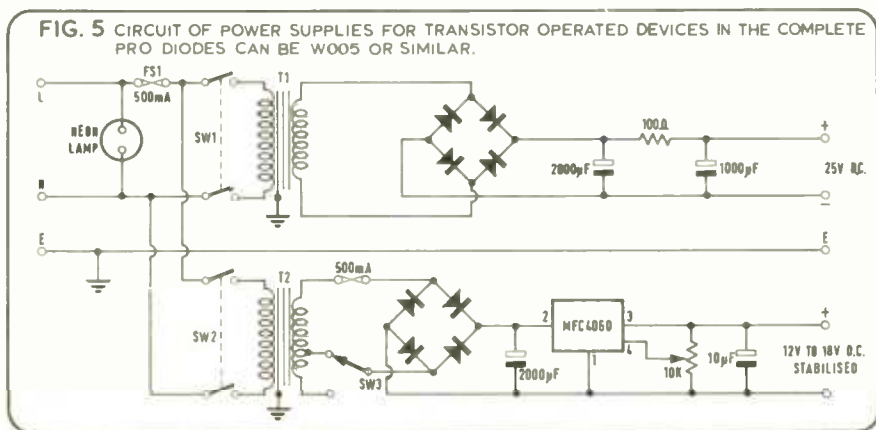 FIG. 5 CIRCUIT OF POWER SUPPLIES FOR TRANSISTOR OPERATED DEVICES IN THE COMPLETE
PRO DIODES CAN BE W005 OR SIMILAR.
FS1
500mA
L
NEON
LAMP
N
SW1
T1
2800µF
100Ω
1000µF
+
25V D.C.
−
E
E
SW2
T2
500mA
SW3
2000µF
2
MFC4060
3
4
1
10K
10µF
+
12V TO 18V D.C.
STABILISED